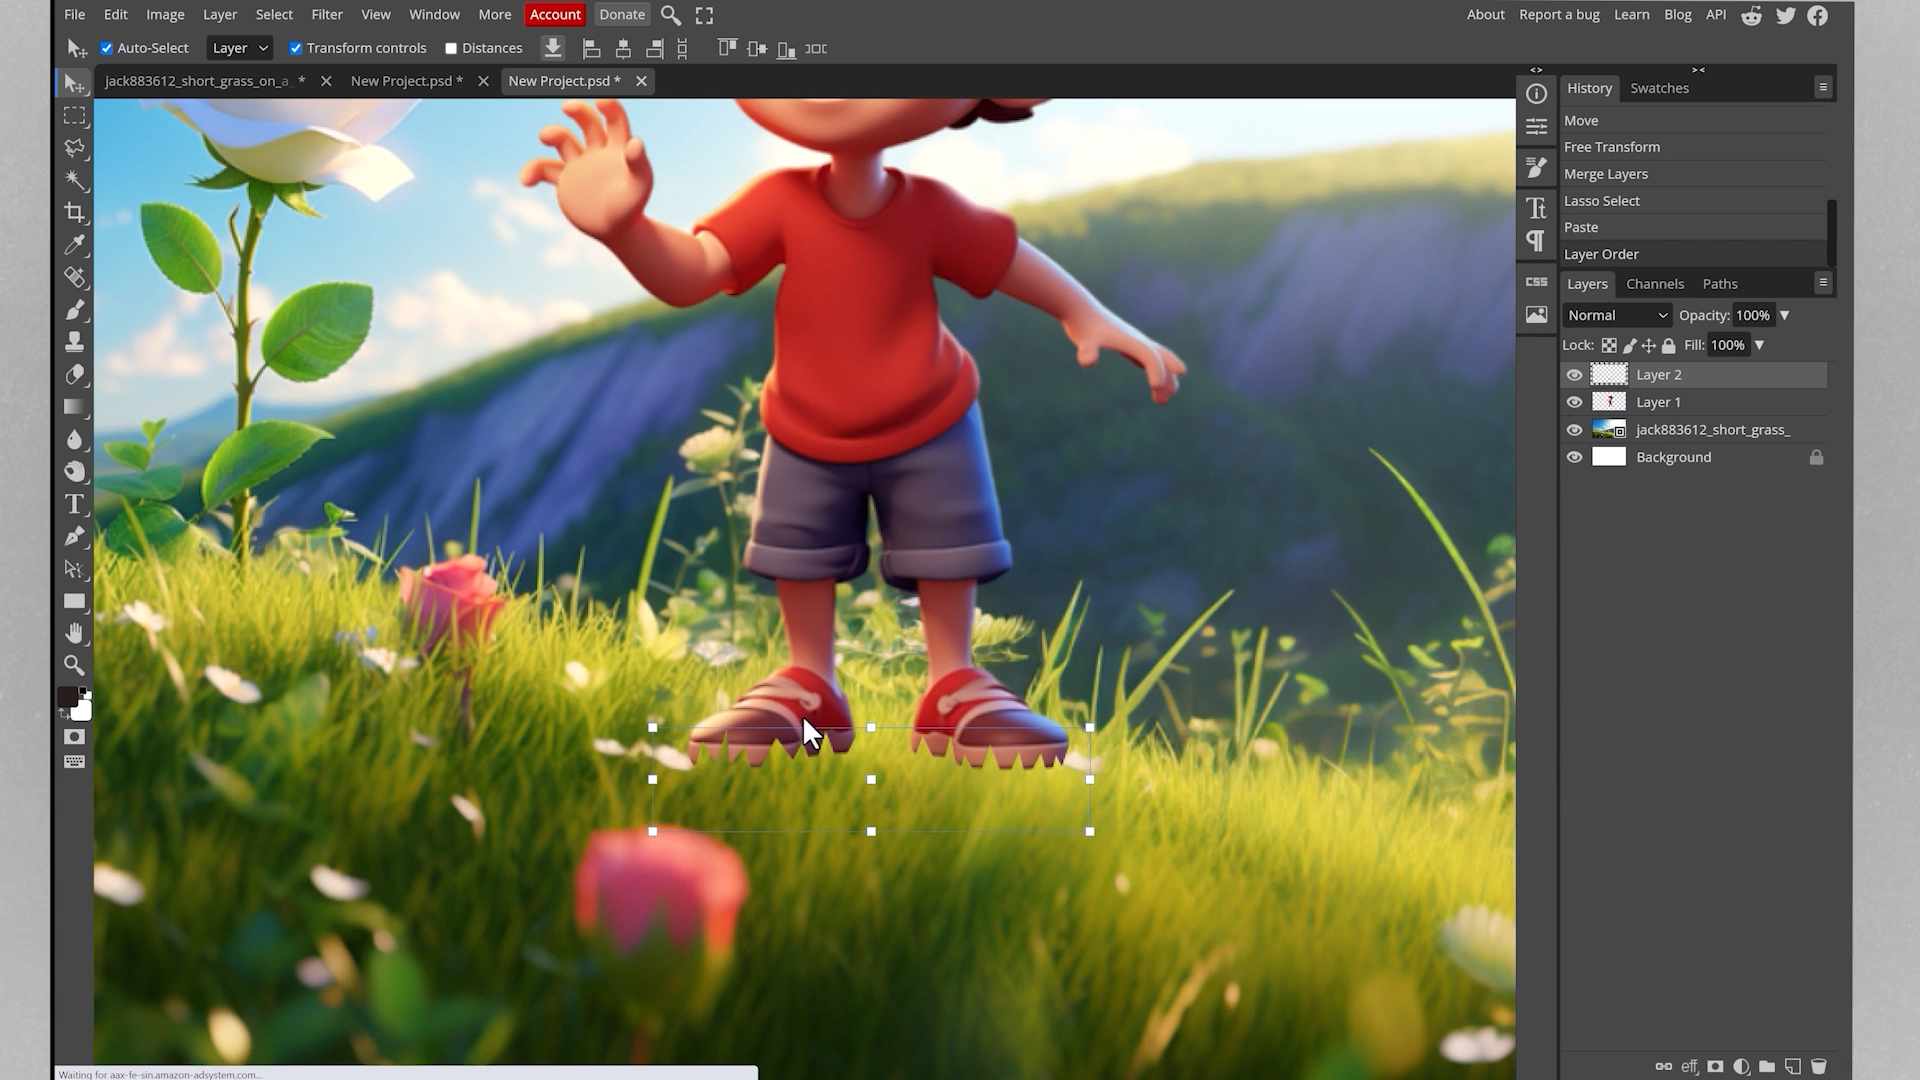 File Edit Image Layer Select Filter View Window More Account Donate About Report a bug Learn Blog API
Auto-Select Layer Transform controls Distances
jack883612_short_grass_on_a * New Project.psd * New Project.psd *
History Swatches
Move
Free Transform
Merge Layers
Lasso Select
Paste
Layer Order
CSS
Layers Channels Paths
Normal Opacity: 100%
Lock: Fill: 100%
Layer 2
Layer 1
jack883612_short_grass_
Background
eff
Waiting for aax-fe-sin.amazon-adsystem.com...